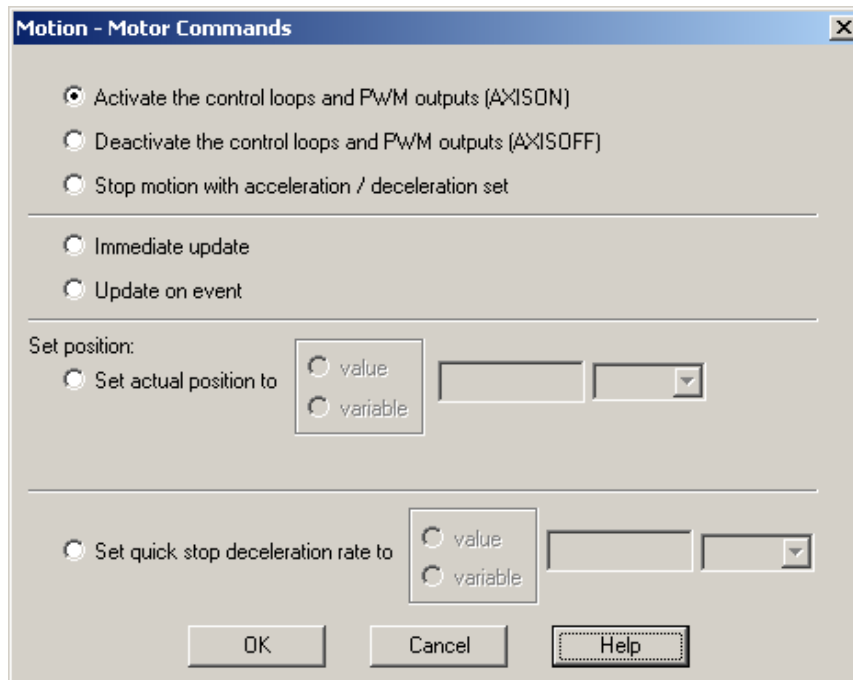 Motion - Motor Commands
Activate the control loops and PWM outputs (AXISON)
Deactivate the control loops and PWM outputs (AXISOFF)
Stop motion with acceleration / deceleration set
Immediate update
Update on event
Set position:
Set actual position to
value
variable
Set quick stop deceleration rate to
value
variable
OK Cancel Help